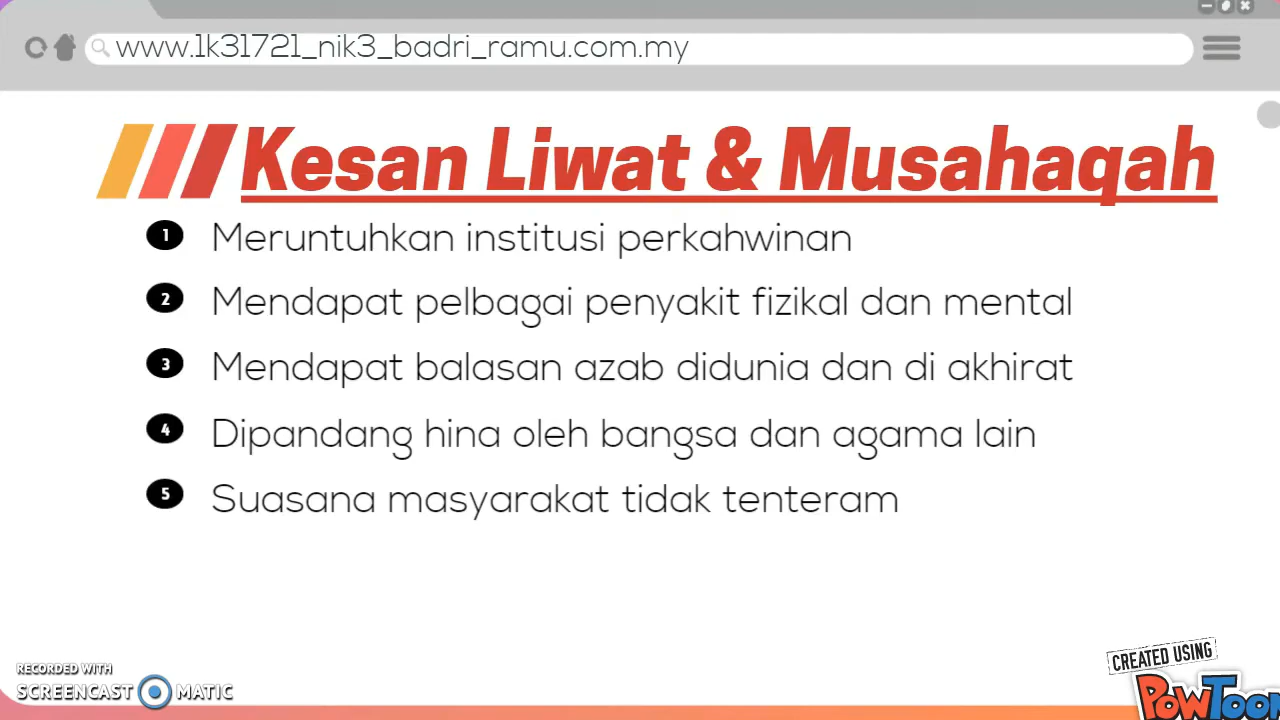 www.1k31721_nik3_badri_ramu.com.my
Kesan Liwat & Musahaqah
1 Meruntuhkan institusi perkahwinan
2 Mendapat pelbagai penyakit fizikal dan mental
3 Mendapat balasan azab didunia dan di akhirat
4 Dipandang hina oleh bangsa dan agama lain
5 Suasana masyarakat tidak tenteram
RECORDED WITH
SCREENCAST MATIC
CREATED USING
PowToon